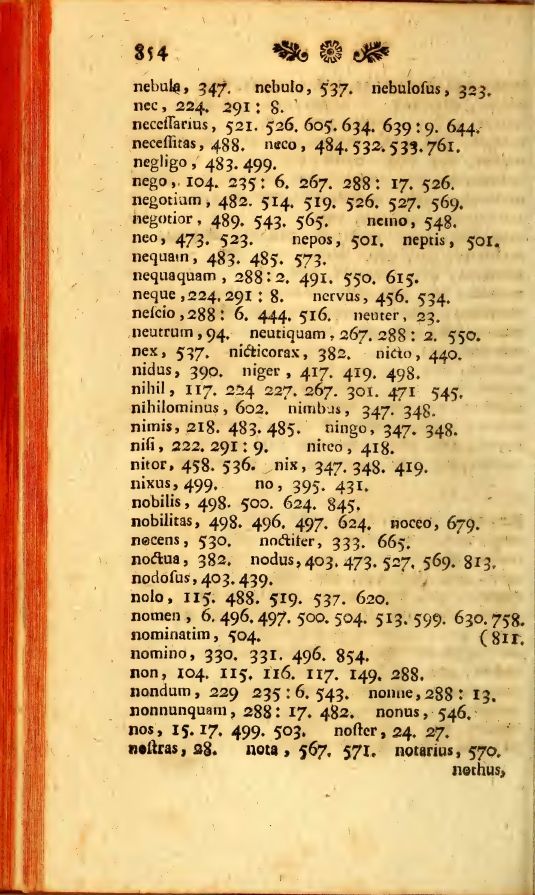 354
nebula, 347. nebulo, 537. nebuloſus, 323.
nec, 224. 291 : 8.
neceſſarius, 521. 526. 605. 634. 639 : 9. 644.
neceſſitas, 488. neco, 484. 532. 533. 761.
negligo, 483. 499.
nego, 104. 235 : 6. 267. 288 : 17. 526.
negotium, 482. 514. 519. 526. 527. 569.
negotior, 489. 543. 565. nemo, 548.
neo, 473. 523. nepos, 501. neptis, 501.
nequam, 483. 485. 573.
nequaquam, 288 : 2. 491. 550. 615.
neque, 224. 291 : 8. nervus, 456. 534.
neſcio, 288 : 6. 444. 516. neuter, 23.
neutrum, 94. neutiquam, 267. 288 : 2. 550.
nex, 537. nicticorax, 382. nicto, 440.
nidus, 390. niger, 417. 419. 498.
nihil, 117. 224 227. 267. 301. 471 545.
nihilominus, 602. nimbus, 347. 348.
nimis, 218. 483. 485. ningo, 347. 348.
niſi, 222. 291 : 9. niteo, 418.
nitor, 458. 536. nix, 347. 348. 419.
nixus, 499. no, 395. 431.
nobilis, 498. 500. 624. 845.
nobilitas, 498. 496. 497. 624. noceo, 679.
nocens, 530. noctifer, 333. 665.
noctua, 382. nodus, 403. 473. 527. 569. 813.
nodoſus, 403. 439.
nolo, 115. 488. 519. 537. 620.
nomen, 6. 496. 497. 500. 504. 513. 599. 630. 758.
nominatim, 504. (811.
nomino, 330. 331. 496. 854.
non, 104. 115. 116. 117. 149. 288.
nondum, 229 235 : 6. 543. nonne, 288 : 13.
nonnunquam, 288 : 17. 482. nonus, 546.
nos, 15. 17. 499. 503. noſter, 24. 27.
noſtras, 28. nota, 567. 571. notarius, 570.
nothus,